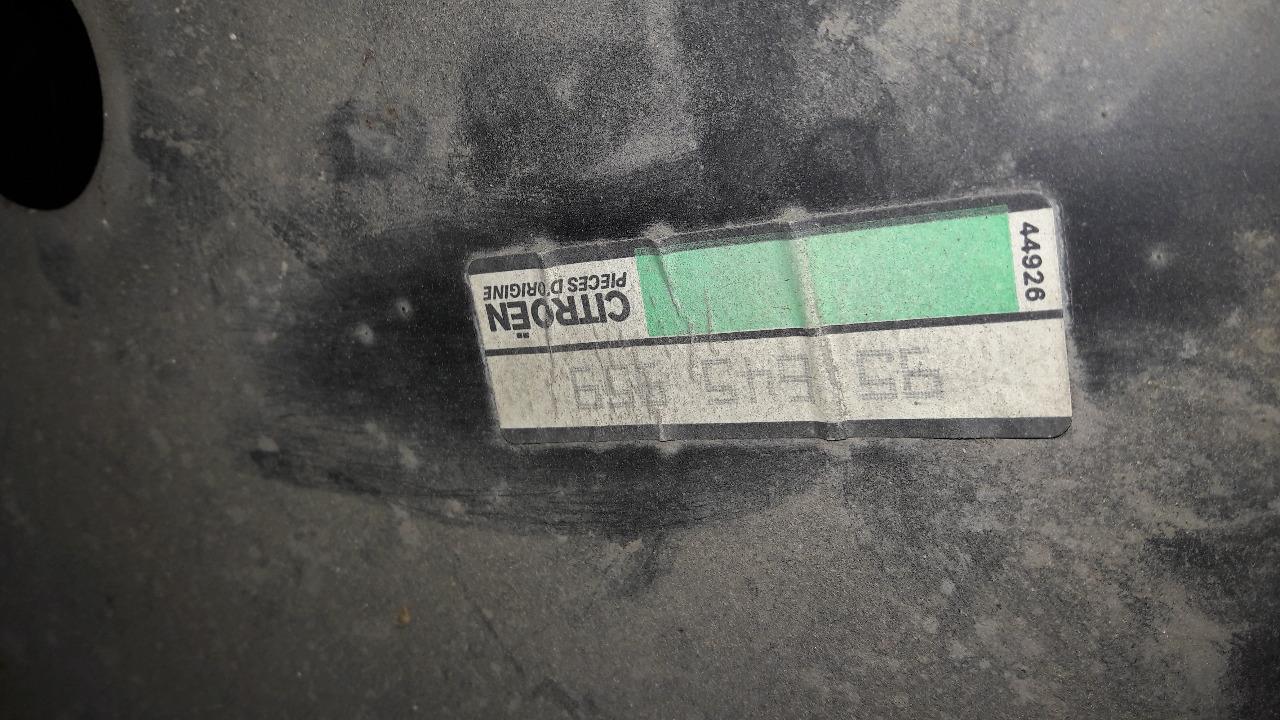 CITROËN
PIECES D'ORIGINE
44926